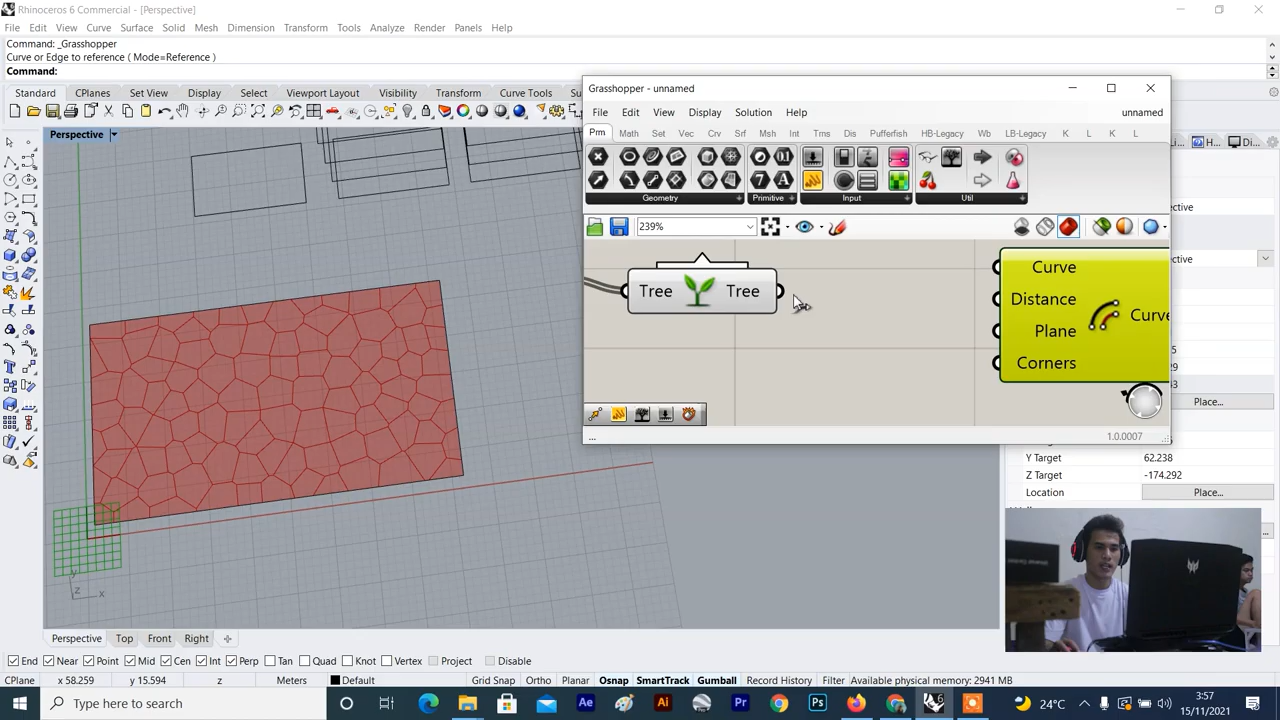 Rhinoceros 6 Commercial - [Perspective]
File Edit View Curve Surface Solid Mesh Dimension Transform Tools Analyze Render Panels Help
Command: _Grasshopper
Curve or Edge to reference ( Mode=Reference )
Command:
Standard CPlanes Set View Display Select Viewport Layout Visibility Transform Curve Tools Su
Perspective
Grasshopper - unnamed
File Edit View Display Solution Help unnamed
Prm Math Set Vec Crv Srf Msh Int Trns Dis Pufferfish HB-Legacy Wb LB-Legacy K L K L
Geometry Primitive Input Util
239%
Tree Tree
Curve
Distance
Plane
Corners
Curve
...
1.0.0007
H... Di
Place...
Y Target 62.238
Z Target -174.292
Location Place...
y
z x
Perspective Top Front Right
End Near Point Mid Cen Int Perp Tan Quad Knot Vertex Project Disable
CPlane x 58.259 y 15.594 z Meters Default Grid Snap Ortho Planar Osnap SmartTrack Gumball Record History Filter Available physical memory: 2941 MB
Type here to search
Ae Ai Pr Ps
24°C
3:57
15/11/2021